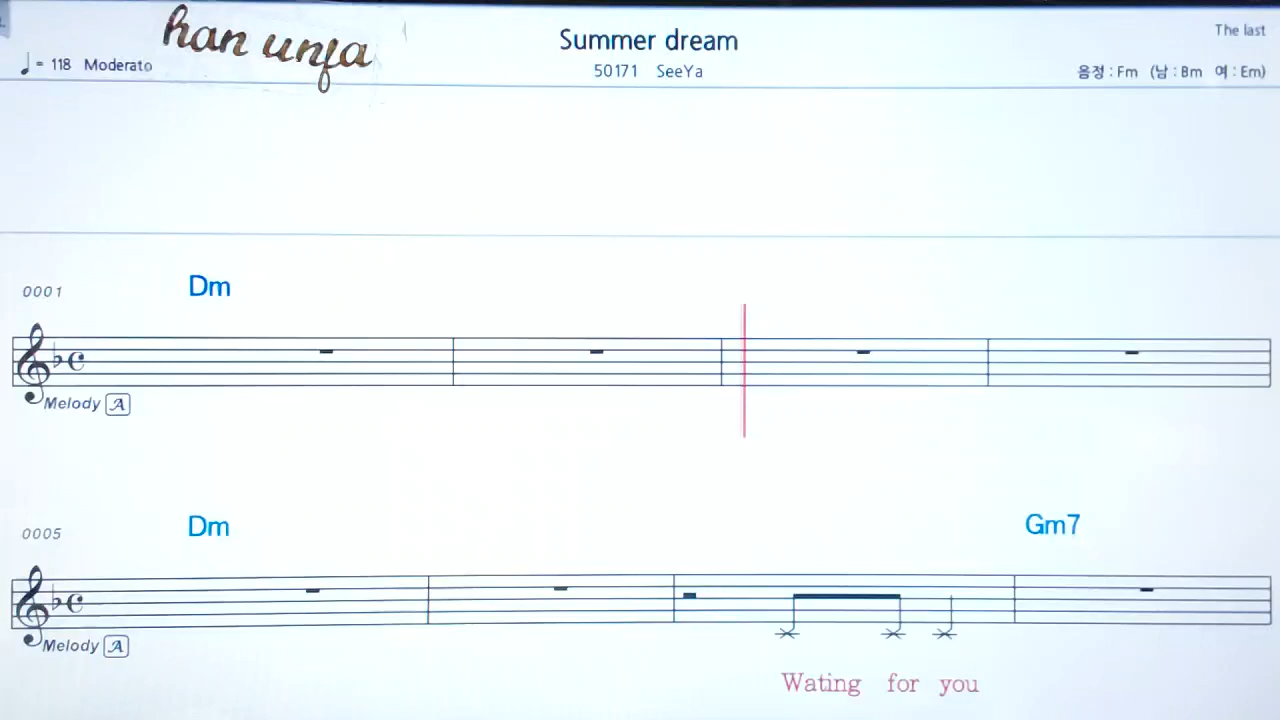 han unfa
Summer dream
The last
♩= 118 Moderato
50171 SeeYa
음정 : Fm (남 : Bm 여 : Em)
0001
Dm
Melody A
0005
Dm
Gm7
Melody A
Wating for you